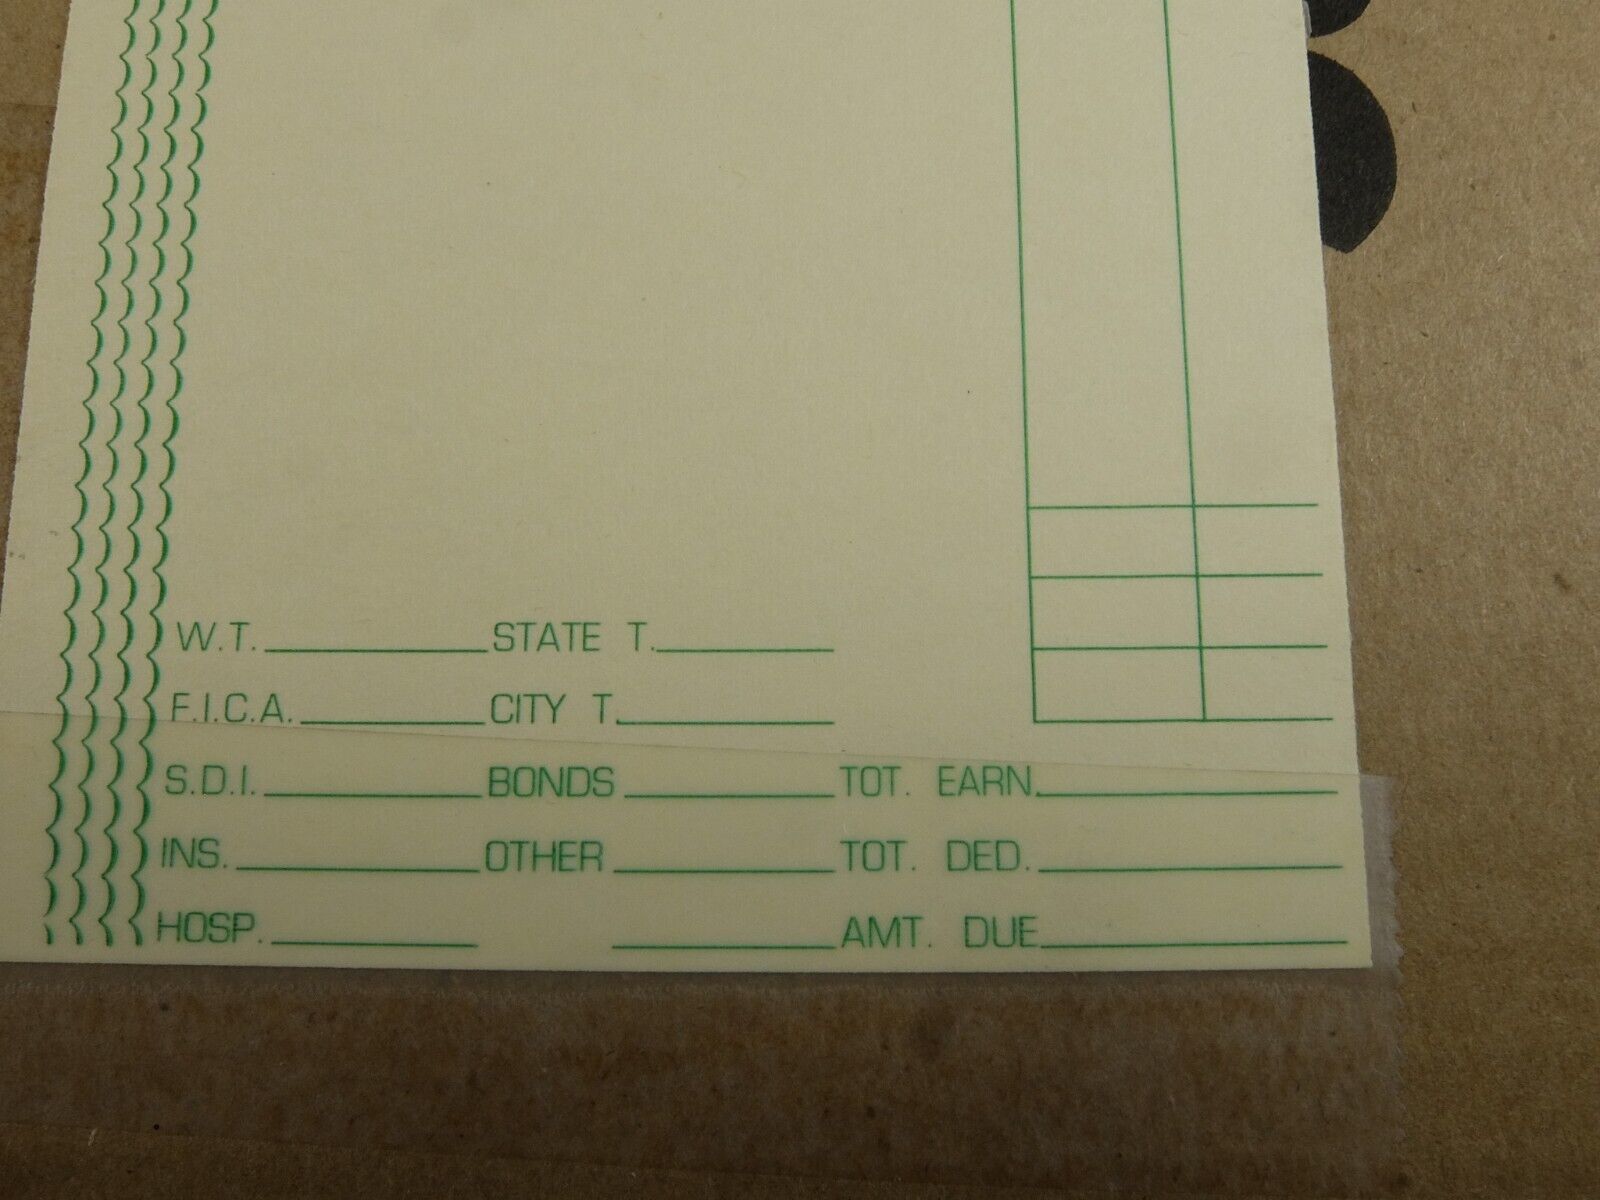 W.T. STATE T.
F.I.C.A. CITY T.
S.D.I. BONDS TOT. EARN.
INS. OTHER TOT. DED.
HOSP. AMT. DUE